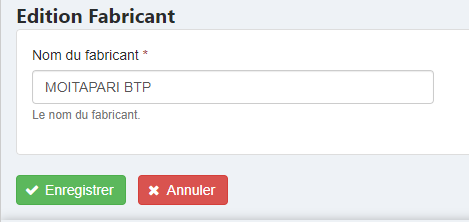 Edition Fabricant
Nom du fabricant *
MOITAPARI BTP
Le nom du fabricant.
Enregistrer
Annuler